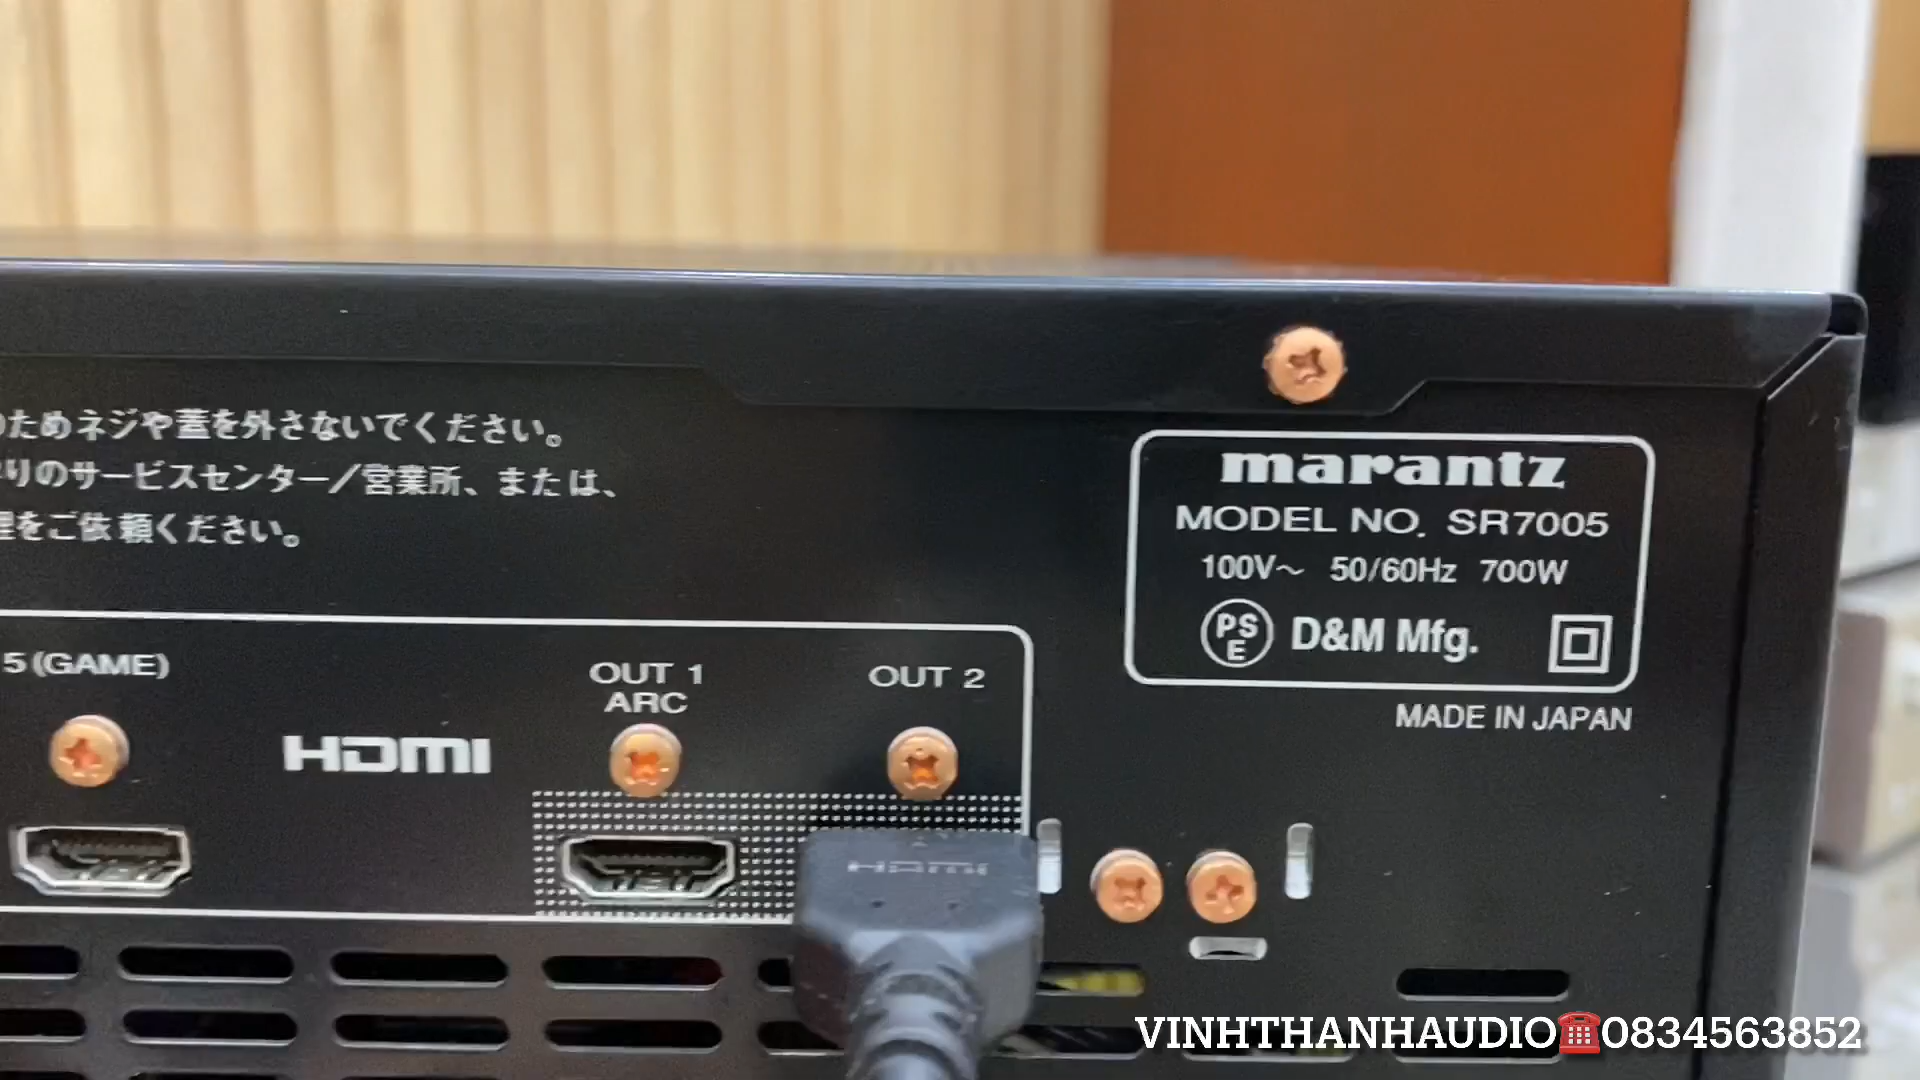 ためネジや蓋を外さないでください。
りのサービスセンター／営業所、または、
理をご依頼ください。
marantz
MODEL NO. SR7005
100V～ 50/60Hz 700W
PSE D&M Mfg.
MADE IN JAPAN
5 (GAME)
HDMI
OUT 1
ARC
OUT 2
HDMI
VINHTHANHAUDIO☎️0834563852